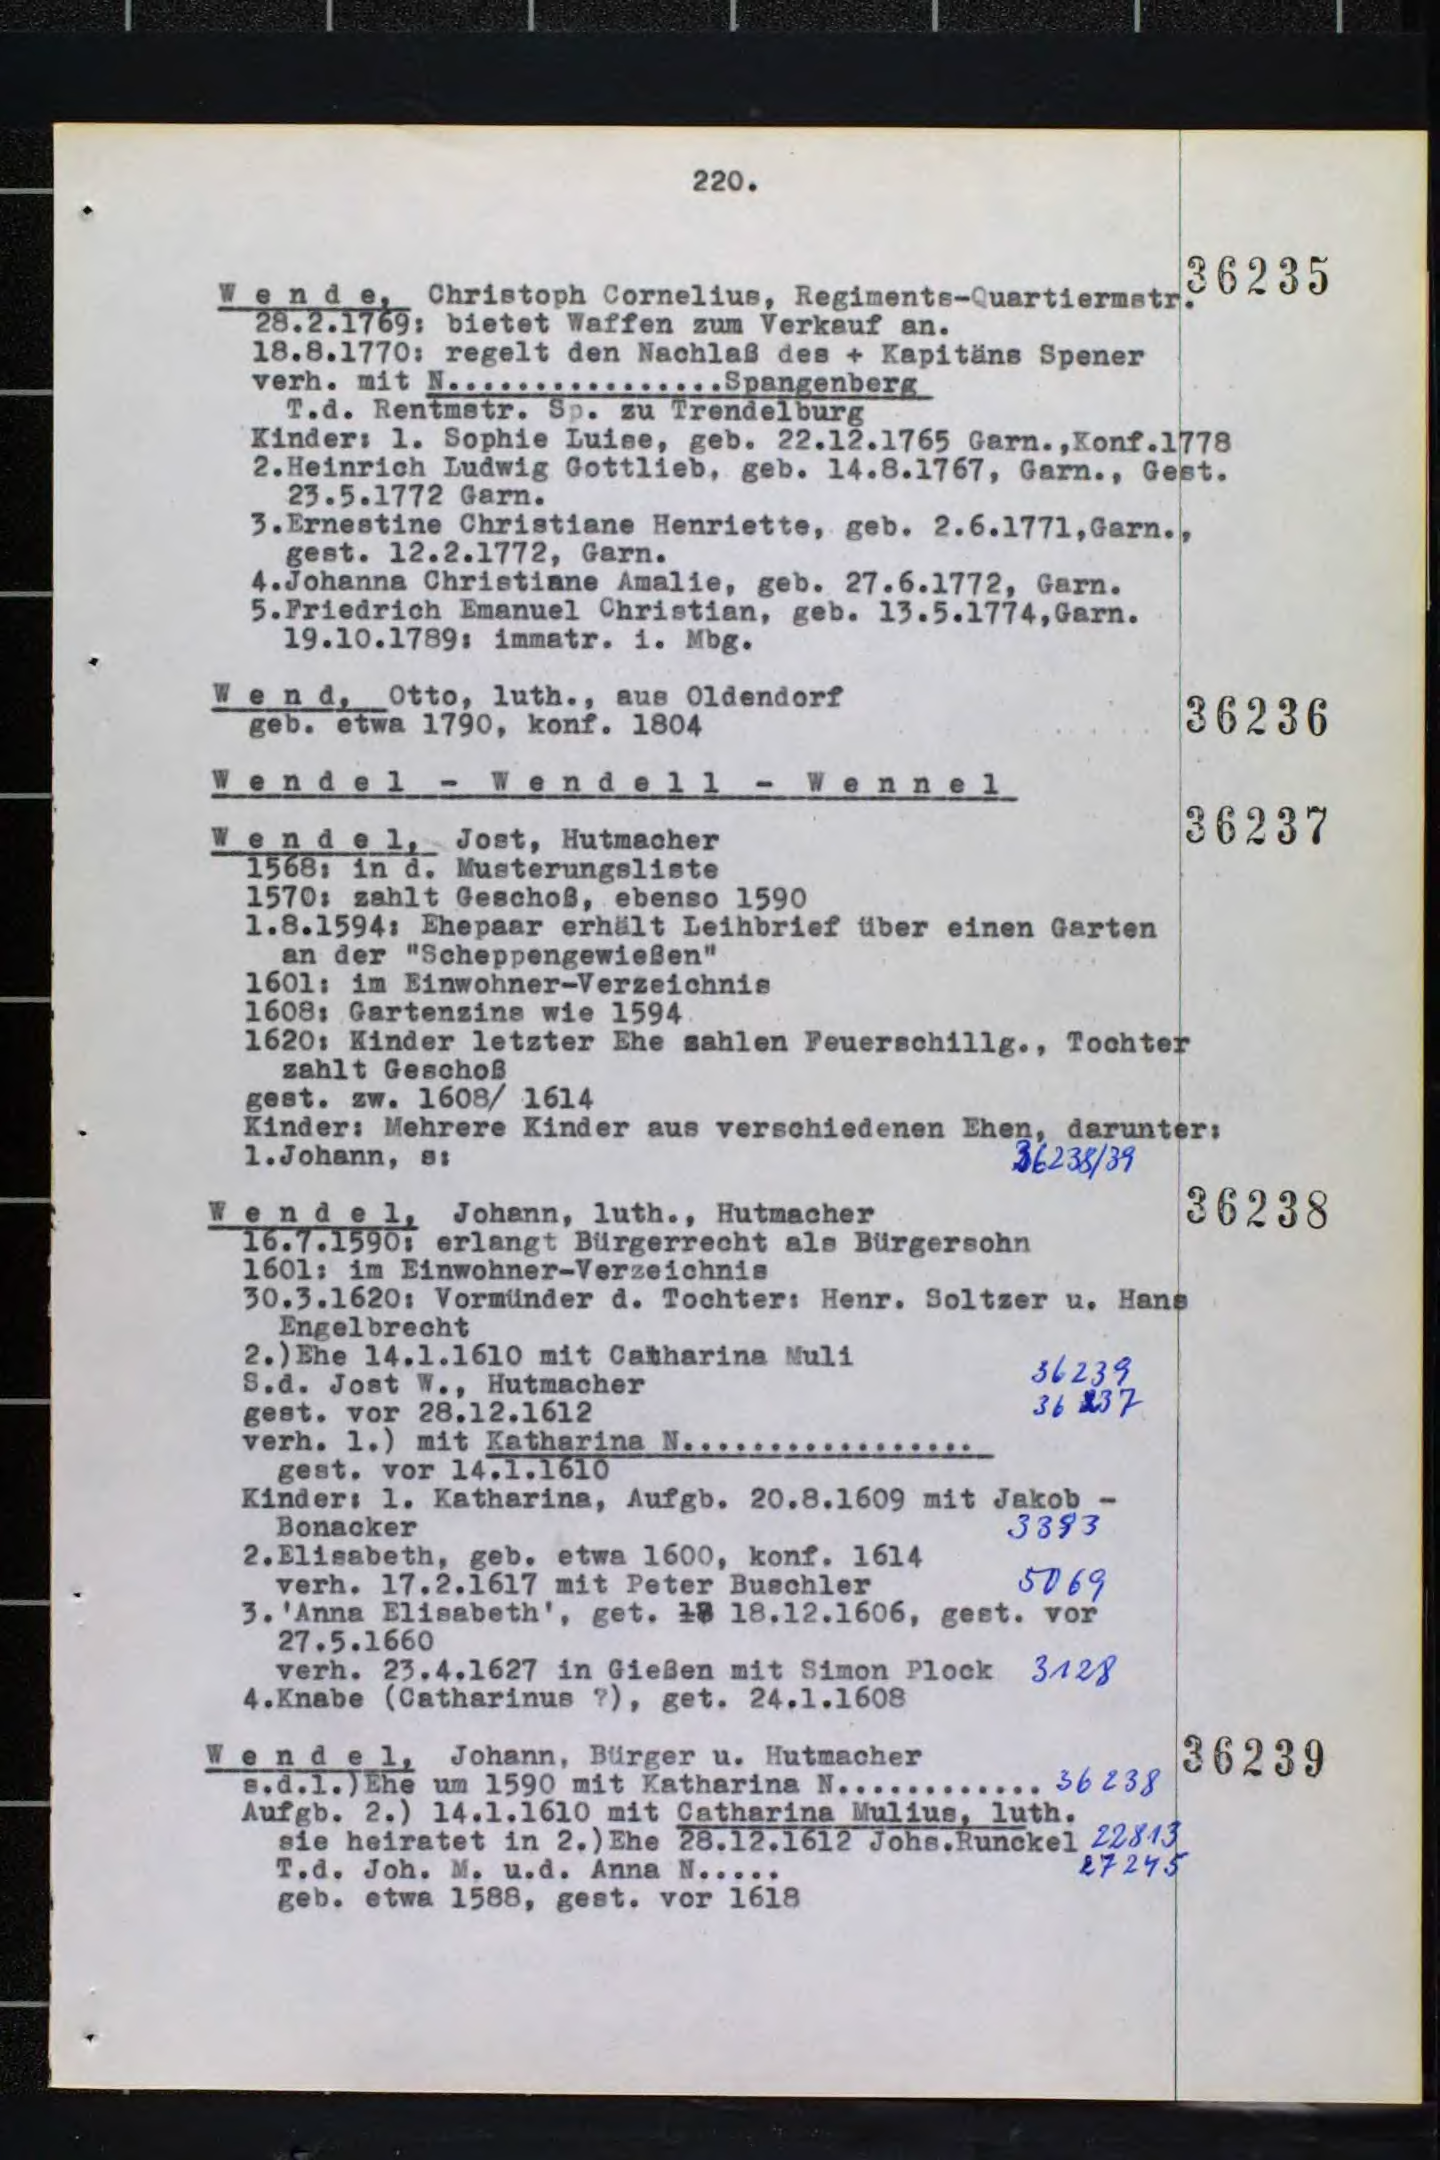 220.
36235
W e n d e, Christoph Cornelius, Regiments-Quartiermstr.
28.2.1769: bietet Waffen zum Verkauf an.
18.8.1770: regelt den Nachlaß des + Kapitäns Spener
verh. mit N................Spangenberg
T.d. Rentmstr. Sp. zu Trendelburg
Kinder: 1. Sophie Luise, geb. 22.12.1765 Garn.,Konf.1778
2.Heinrich Ludwig Gottlieb, geb. 14.8.1767, Garn., Gest.
23.5.1772 Garn.
3.Ernestine Christiane Henriette, geb. 2.6.1771,Garn.,
gest. 12.2.1772, Garn.
4.Johanna Christiane Amalie, geb. 27.6.1772, Garn.
5.Friedrich Emanuel Christian, geb. 13.5.1774,Garn.
19.10.1789: immatr. i. Mbg.
W e n d, Otto, luth., aus Oldendorf
36236
geb. etwa 1790, konf. 1804
W e n d e l - W e n d e l l - W e n n e l
36237
W e n d e l, Jost, Hutmacher
1568: in d. Musterungsliste
1570: zahlt Geschoß, ebenso 1590
1.8.1594: Ehepaar erhält Leihbrief über einen Garten
an der "Scheppengewießen"
1601: im Einwohner-Verzeichnis
1608: Gartenzins wie 1594
1620: Kinder letzter Ehe zahlen Feuerschillg., Tochter
zahlt Geschoß
gest. zw. 1608/ 1614
Kinder: Mehrere Kinder aus verschiedenen Ehen, darunter:
1.Johann, s: 36238/39
W e n d e l, Johann, luth., Hutmacher 36238
16.7.1590: erlangt Bürgerrecht als Bürgersohn
1601: im Einwohner-Verzeichnis
30.3.1620: Vormünder d. Tochter: Henr. Soltzer u. Hans
Engelbrecht
2.)Ehe 14.1.1610 mit Catharina Muli 36239
S.d. Jost W., Hutmacher 36237
gest. vor 28.12.1612
verh. 1.) mit Katharina N.................
gest. vor 14.1.1610
Kinder: 1. Katharina, Aufgb. 20.8.1609 mit Jakob -
Bonacker 3393
2.Elisabeth, geb. etwa 1600, konf. 1614
verh. 17.2.1617 mit Peter Buschler 5069
3.'Anna Elisabeth', get. 18 18.12.1606, gest. vor
27.5.1660
verh. 23.4.1627 in Gießen mit Simon Plock 3128
4.Knabe (Catharinus ?), get. 24.1.1608
W e n d e l, Johann, Bürger u. Hutmacher 36239
s.d.1.)Ehe um 1590 mit Katharina N............ 36238
Aufgb. 2.) 14.1.1610 mit Catharina Mulius, luth.
sie heiratet in 2.)Ehe 28.12.1612 Johs.Runckel 22813
T.d. Joh. M. u.d. Anna N..... 27245
geb. etwa 1588, gest. vor 1618